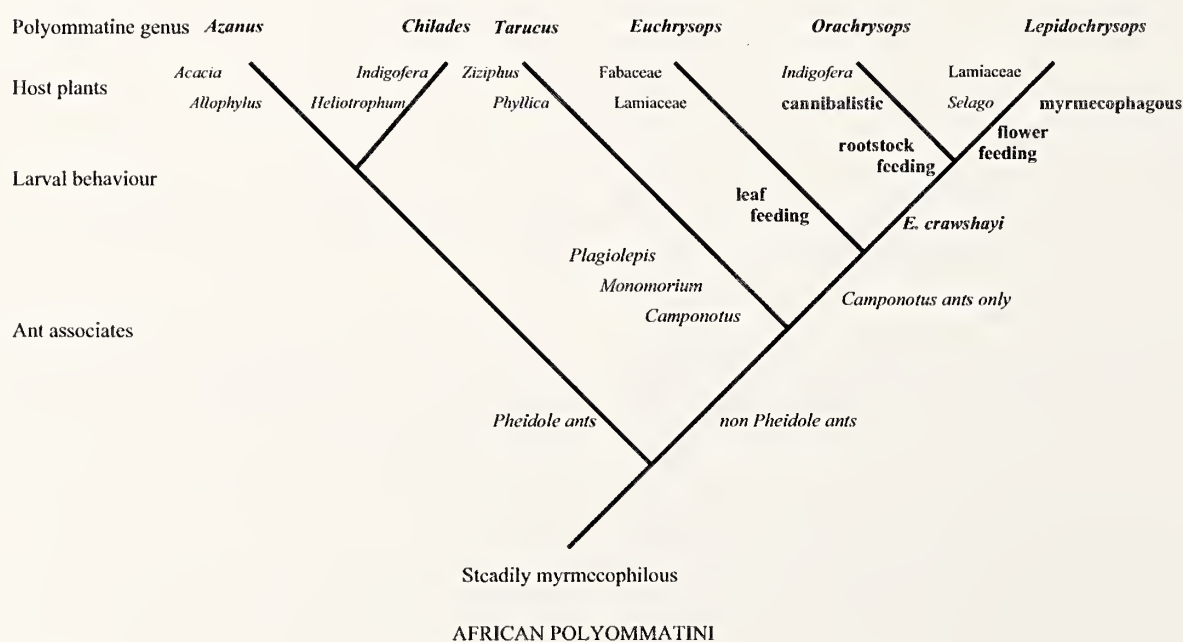 Polyommatine genus Azanus Chilades Tarucus Euchrysops Orachrysops Lepidochrysops
Acacia Indigofera Ziziphus Fabaceae Indigofera Lamiaceae
Host plants
Allophylus Heliotrophum Phyllica Lamiaceae cannibalistic Selago myrmecophagous
flower
feeding
rootstock
feeding
Larval behaviour
leaf
feeding
E. crawshayi
Plagiolepis
Monomorium
Camponotus
Camponotus ants only
Ant associates
Pheidole ants non Pheidole ants
Steadily myrmecophilous
AFRICAN POLYOMMATINI